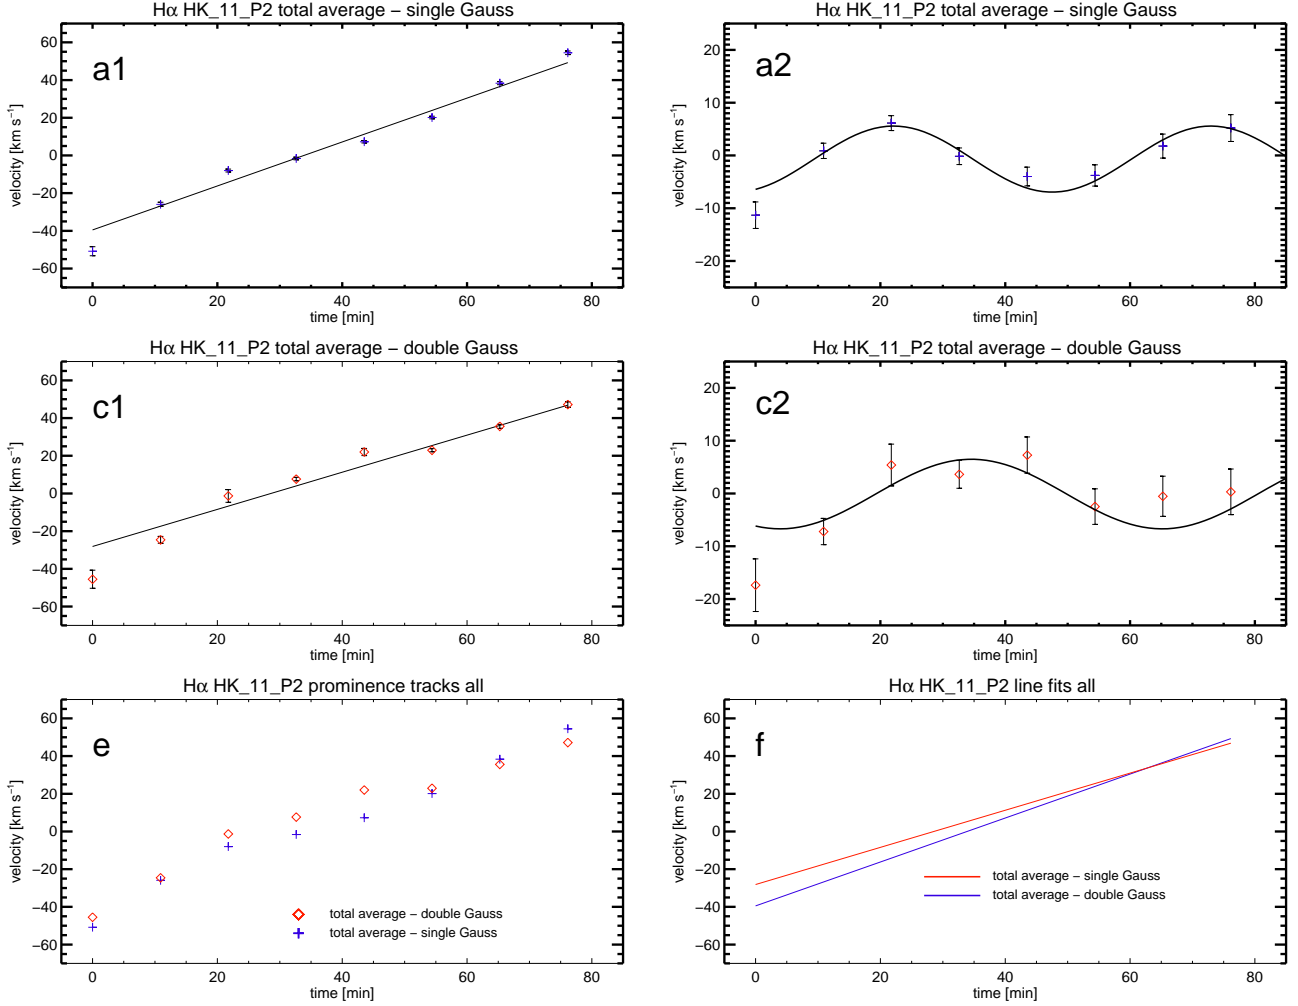 Hα HK_11_P2 total average − single Gauss
a1
velocity [km s⁻¹]
60
40
20
0
−20
−40
−60
0 20 40 60 80
time [min]
Hα HK_11_P2 total average − single Gauss
a2
velocity [km s⁻¹]
20
10
0
−10
−20
0 20 40 60 80
time [min]
Hα HK_11_P2 total average − double Gauss
c1
velocity [km s⁻¹]
60
40
20
0
−20
−40
−60
0 20 40 60 80
time [min]
Hα HK_11_P2 total average − double Gauss
c2
velocity [km s⁻¹]
20
10
0
−10
−20
0 20 40 60 80
time [min]
Hα HK_11_P2 prominence tracks all
e
velocity [km s⁻¹]
60
40
20
0
−20
−40
−60
total average − double Gauss
total average − single Gauss
0 20 40 60 80
time [min]
Hα HK_11_P2 line fits all
f
velocity [km s⁻¹]
60
40
20
0
−20
−40
−60
total average − single Gauss
total average − double Gauss
0 20 40 60 80
time [min]